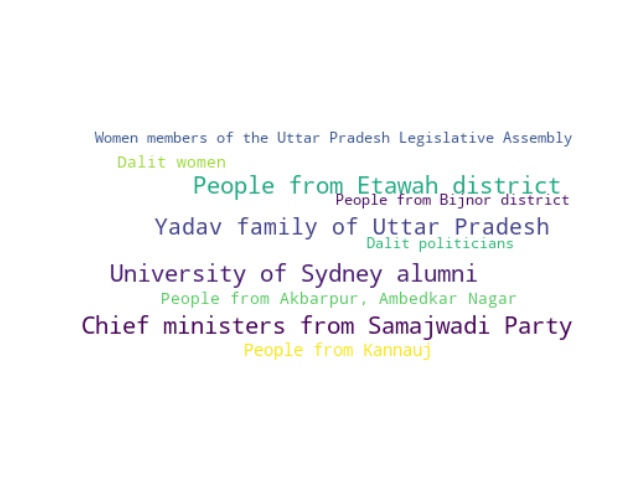 Women members of the Uttar Pradesh Legislative Assembly
Dalit women
People from Etawah district
People from Bijnor district
Yadav family of Uttar Pradesh
Dalit politicians
University of Sydney alumni
People from Akbarpur, Ambedkar Nagar
Chief ministers from Samajwadi Party
People from Kannauj